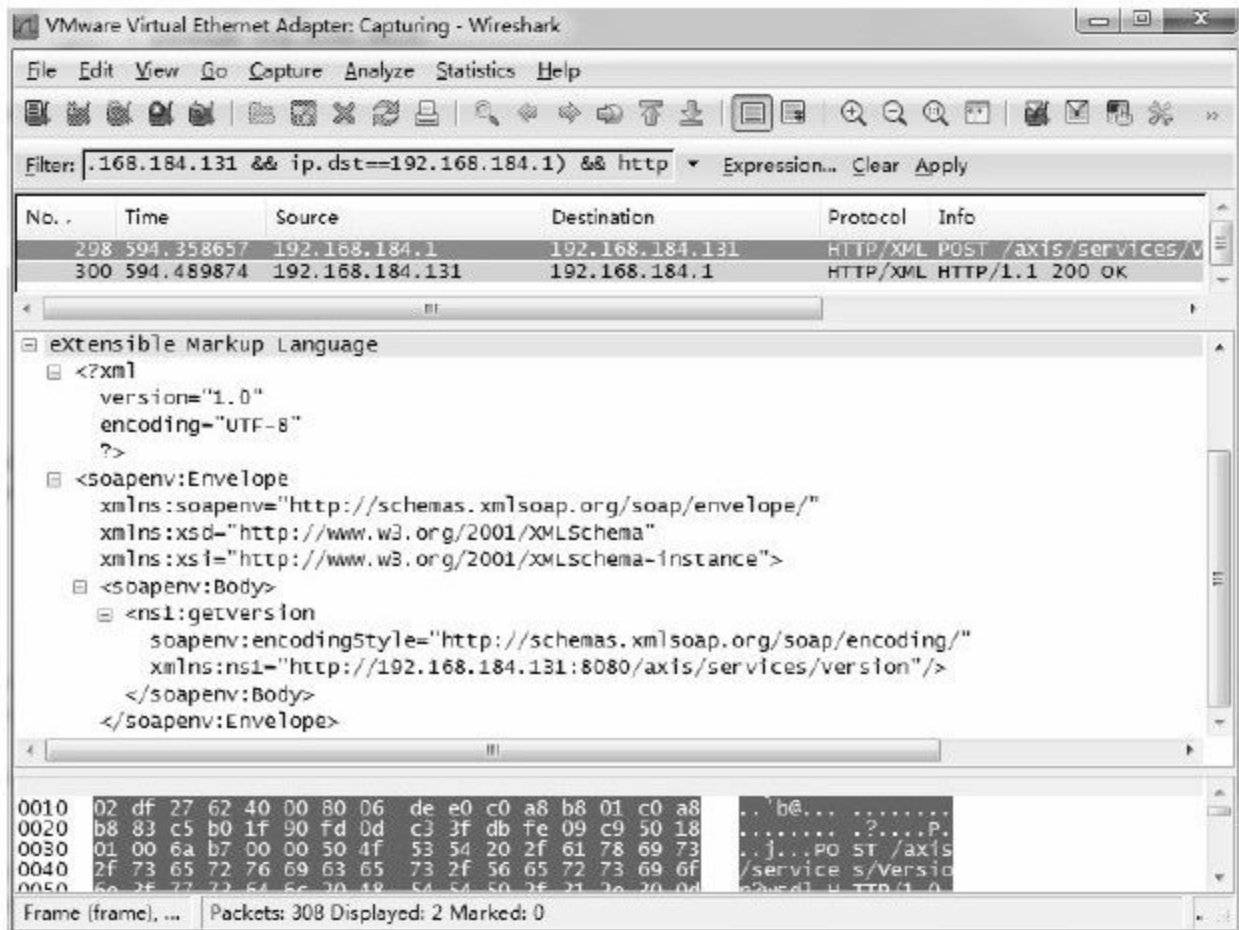 VMware Virtual Ethernet Adapter: Capturing - Wireshark
File Edit View Go Capture Analyze Statistics Help
Filter: .168.184.131 && ip.dst==192.168.184.1) && http Expression... Clear Apply
No. . Time Source Destination Protocol Info
298 594.358657 192.168.184.1 192.168.184.131 HTTP/XML POST /axis/services/V
300 594.489874 192.168.184.131 192.168.184.1 HTTP/XML HTTP/1.1 200 OK
eXtensible Markup Language
<?xml
version="1.0"
encoding="UTF-8"
?>
<soapenv:Envelope
xmlns:soapenv="http://schemas.xmlsoap.org/soap/envelope/"
xmlns:xsd="http://www.w3.org/2001/XMLSchema"
xmlns:xsi="http://www.w3.org/2001/XMLSchema-instance">
<soapenv:Body>
<ns1:getversion
soapenv:encodingStyle="http://schemas.xmlsoap.org/soap/encoding/"
xmlns:ns1="http://192.168.184.131:8080/axis/services/version"/>
</soapenv:Body>
</soapenv:Envelope>
0010 02 df 27 62 40 00 80 06 de e0 c0 a8 b8 01 c0 a8 ..'b@... ........
0020 b8 83 c5 b0 1f 90 fd 0d c3 3f db fe 09 c9 50 18 ........ .?....P.
0030 01 00 6a b7 00 00 50 4f 53 54 20 2f 61 78 69 73 ..j...PO ST /axis
0040 2f 73 65 72 76 69 63 65 73 2f 56 65 72 73 69 6f /service s/Versio
0050
Frame (frame), ... Packets: 308 Displayed: 2 Marked: 0